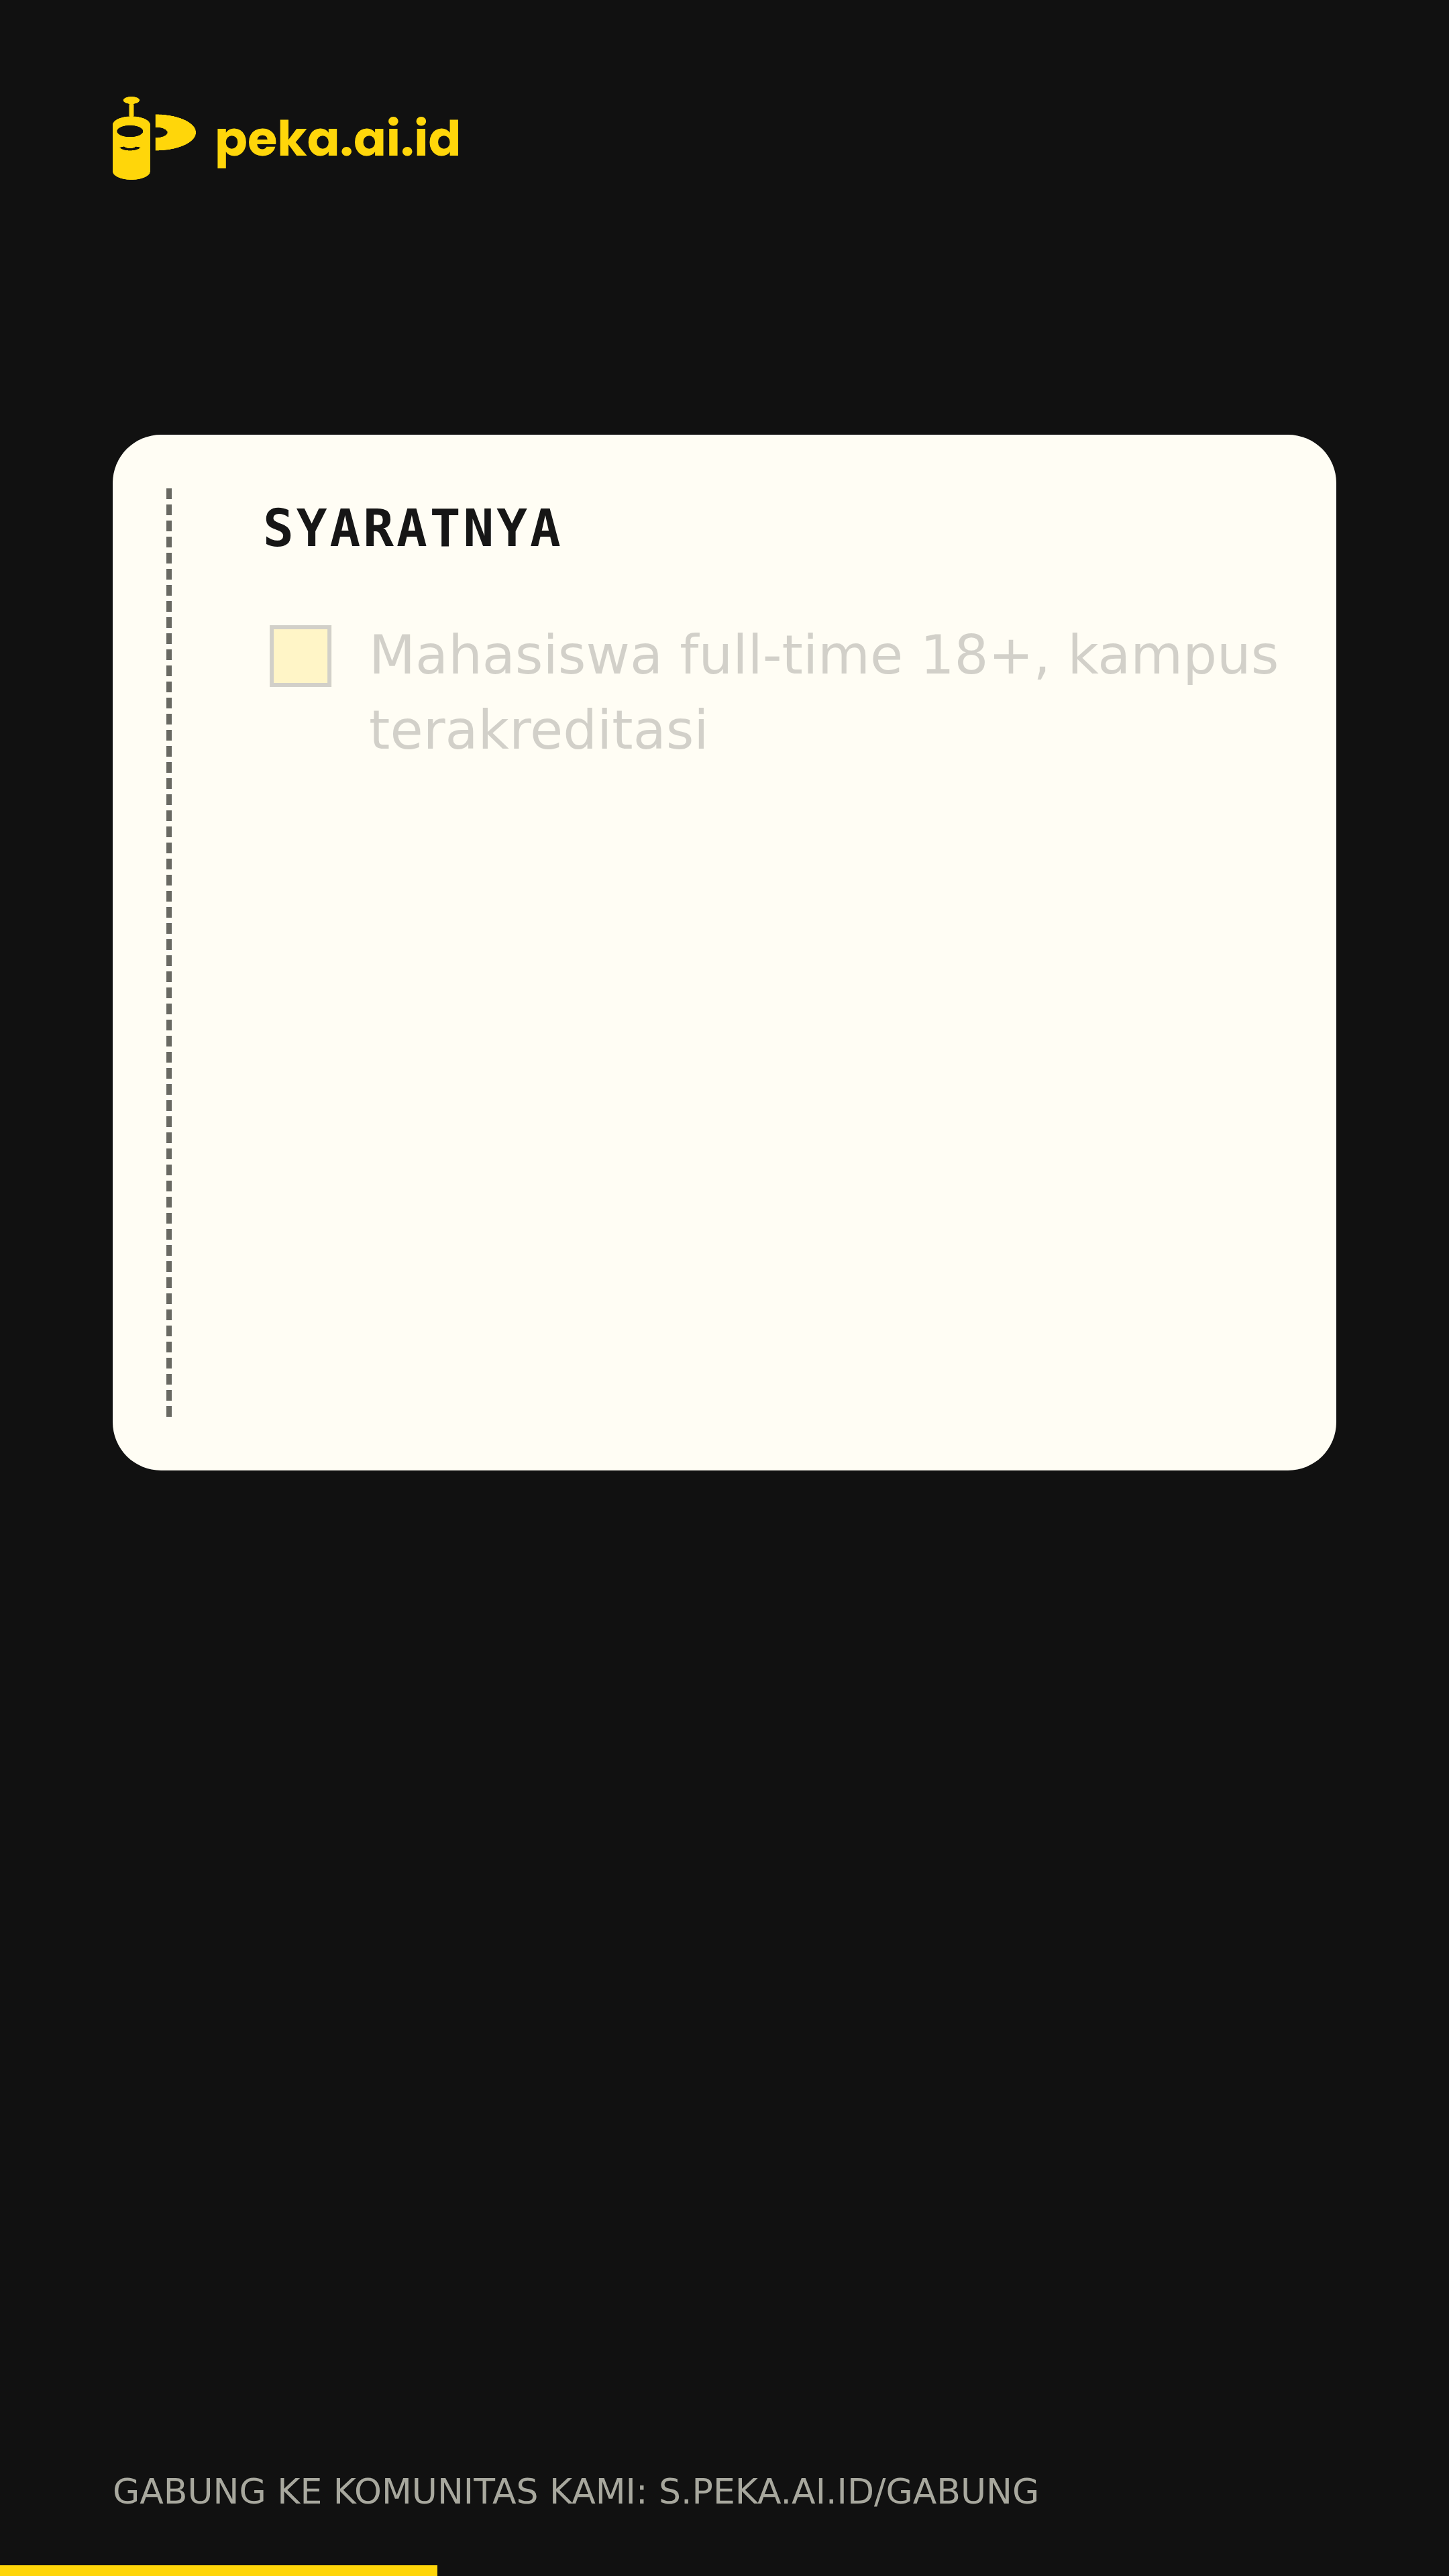 peka.ai.id
SYARATNYA
Mahasiswa full-time 18+, kampus
terakreditasi
GABUNG KE KOMUNITAS KAMI: S.PEKA.AI.ID/GABUNG